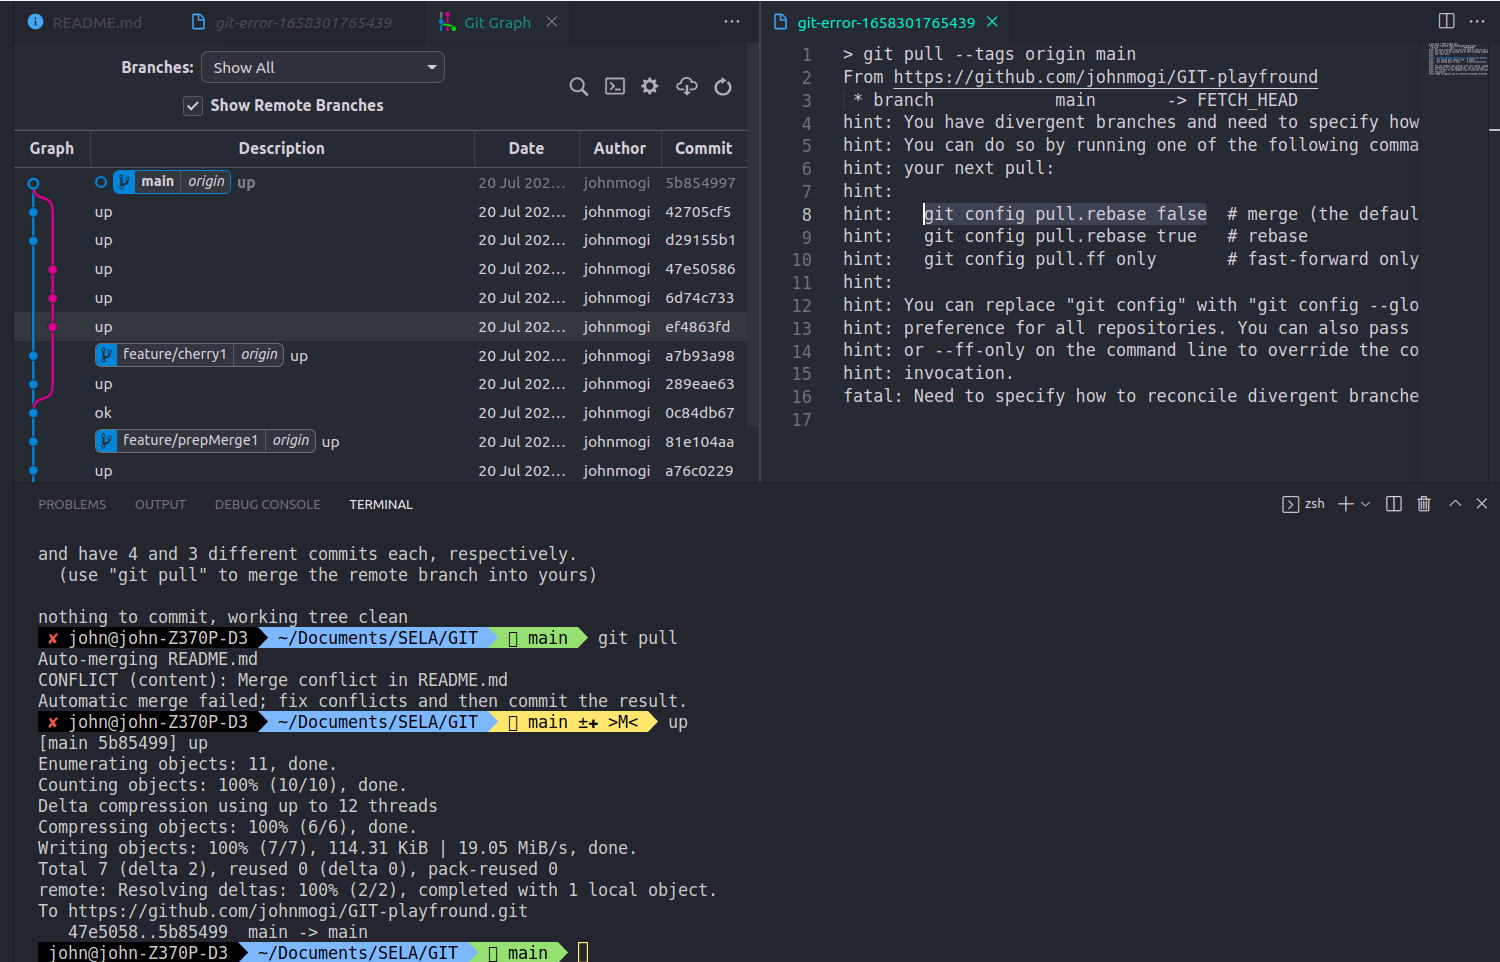 README.md
git-error-1658301765439
Git Graph
Branches:
Show All
Show Remote Branches
Graph Description Date Author Commit
main origin up 20 Jul 202... johnmogi 5b854997
up 20 Jul 202... johnmogi 42705cf5
up 20 Jul 202... johnmogi d29155b1
up 20 Jul 202... johnmogi 47e50586
up 20 Jul 202... johnmogi 6d74c733
up 20 Jul 202... johnmogi ef4863fd
feature/cherry1 origin up 20 Jul 202... johnmogi a7b93a98
up 20 Jul 202... johnmogi 289eae63
ok 20 Jul 202... johnmogi 0c84db67
feature/prepMerge1 origin up 20 Jul 202... johnmogi 81e104aa
up 20 Jul 202... johnmogi a76c0229
git-error-1658301765439
1 > git pull --tags origin main
2 From https://github.com/johnmogi/GIT-playfround
3  * branch            main       -> FETCH_HEAD
4 hint: You have divergent branches and need to specify how
5 hint: You can do so by running one of the following comma
6 hint: your next pull:
7 hint:
8 hint:   git config pull.rebase false  # merge (the defaul
9 hint:   git config pull.rebase true   # rebase
10 hint:   git config pull.ff only       # fast-forward only
11 hint:
12 hint: You can replace "git config" with "git config --glo
13 hint: preference for all repositories. You can also pass
14 hint: or --ff-only on the command line to override the co
15 hint: invocation.
16 fatal: Need to specify how to reconcile divergent branche
17
PROBLEMS OUTPUT DEBUG CONSOLE TERMINAL
zsh
and have 4 and 3 different commits each, respectively.
  (use "git pull" to merge the remote branch into yours)
nothing to commit, working tree clean
✘ john@john-Z370P-D3 ~/Documents/SELA/GIT main git pull
Auto-merging README.md
CONFLICT (content): Merge conflict in README.md
Automatic merge failed; fix conflicts and then commit the result.
✘ john@john-Z370P-D3 ~/Documents/SELA/GIT main ±✚ >M< up
[main 5b85499] up
Enumerating objects: 11, done.
Counting objects: 100% (10/10), done.
Delta compression using up to 12 threads
Compressing objects: 100% (6/6), done.
Writing objects: 100% (7/7), 114.31 KiB | 19.05 MiB/s, done.
Total 7 (delta 2), reused 0 (delta 0), pack-reused 0
remote: Resolving deltas: 100% (2/2), completed with 1 local object.
To https://github.com/johnmogi/GIT-playfround.git
   47e5058..5b85499  main -> main
john@john-Z370P-D3 ~/Documents/SELA/GIT main